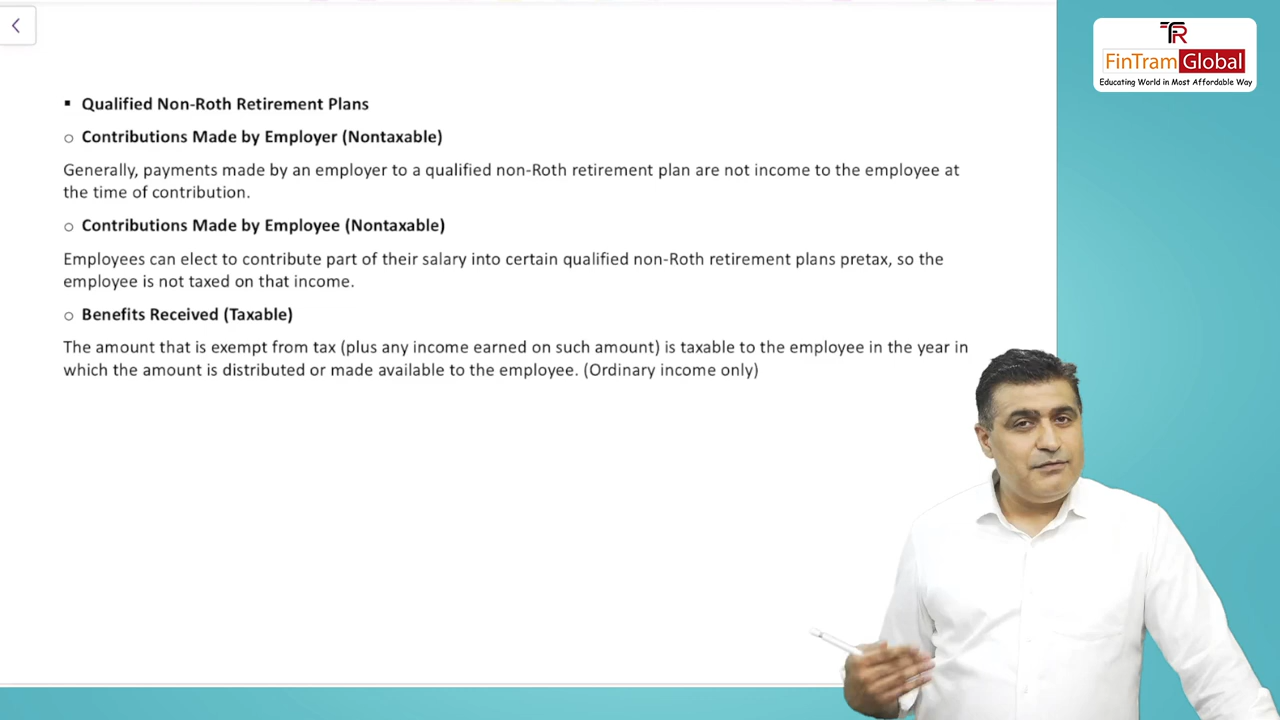 FinTram Global
Educating World in Most Affordable Way
▪ Qualified Non-Roth Retirement Plans
o Contributions Made by Employer (Nontaxable)
Generally, payments made by an employer to a qualified non-Roth retirement plan are not income to the employee at
the time of contribution.
o Contributions Made by Employee (Nontaxable)
Employees can elect to contribute part of their salary into certain qualified non-Roth retirement plans pretax, so the
employee is not taxed on that income.
o Benefits Received (Taxable)
The amount that is exempt from tax (plus any income earned on such amount) is taxable to the employee in the year in
which the amount is distributed or made available to the employee. (Ordinary income only)